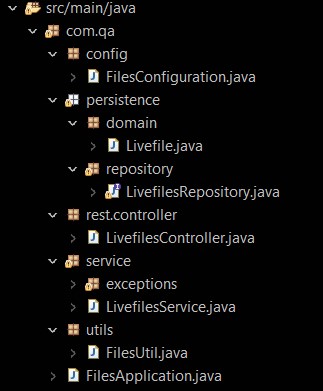 src/main/java
com.qa
config
FilesConfiguration.java
persistence
domain
Livefile.java
repository
LivefilesRepository.java
rest.controller
LivefilesController.java
service
exceptions
LivefilesService.java
utils
FilesUtil.java
FilesApplication.java